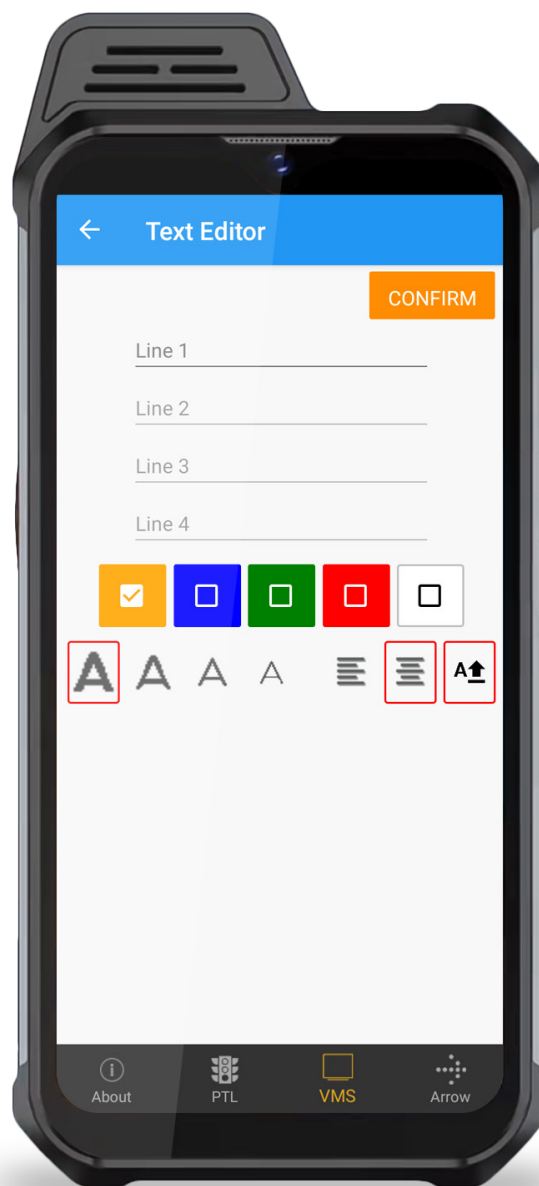 Text Editor
CONFIRM
Line 1
Line 2
Line 3
Line 4
A A A A A
About PTL VMS Arrow